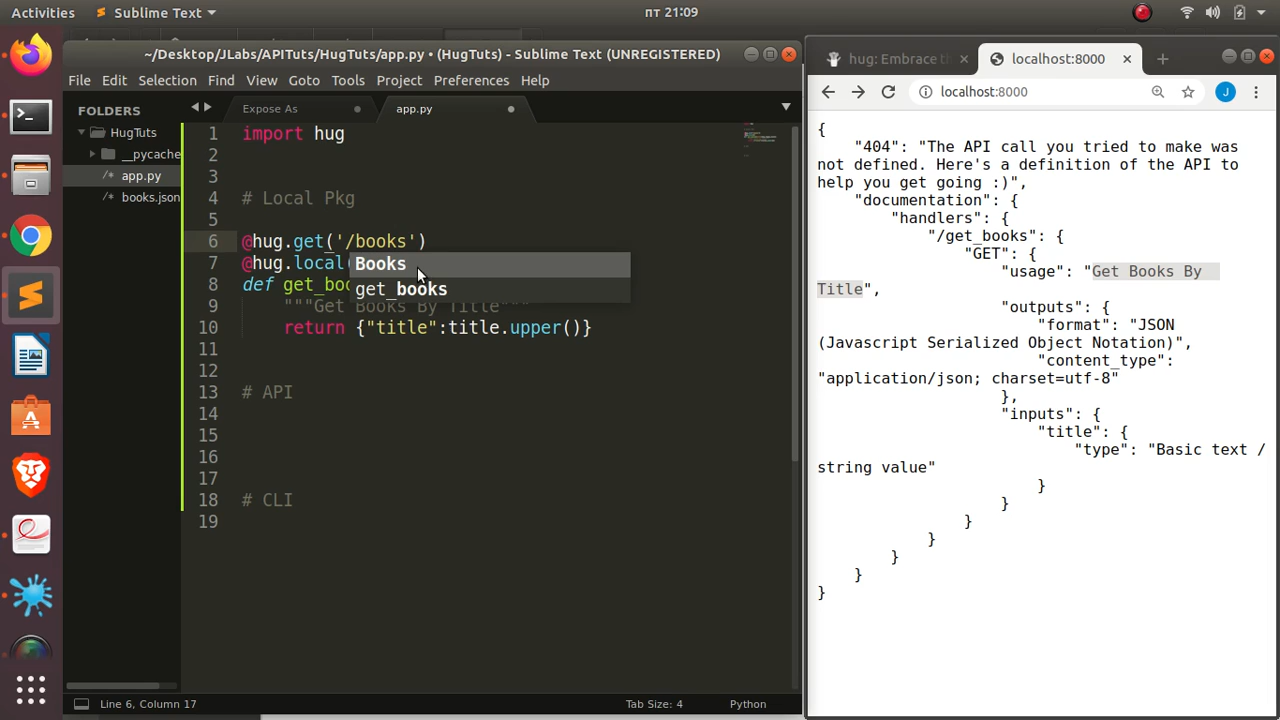 Activities
Sublime Text
пт 21:09
~/Desktop/JLabs/APITuts/HugTuts/app.py • (HugTuts) - Sublime Text (UNREGISTERED)
File Edit Selection Find View Goto Tools Project Preferences Help
FOLDERS
HugTuts
__pycache
app.py
books.json
Expose As
app.py
1 import hug
2
3
4 # Local Pkg
5
6 @hug.get('/books')
7 @hug.local(
8 def get_boo
9 """Get Books By Title"""
10 return {"title":title.upper()}
11
12
13 # API
14
15
16
17
18 # CLI
19
Books
get_books
Line 6, Column 17
Tab Size: 4
Python
hug: Embrace th
localhost:8000
localhost:8000
J
{
"404": "The API call you tried to make was
not defined. Here's a definition of the API to
help you get going :)",
"documentation": {
"handlers": {
"/get_books": {
"GET": {
"usage": "Get Books By
Title",
"outputs": {
"format": "JSON
(Javascript Serialized Object Notation)",
"content_type":
"application/json; charset=utf-8"
},
"inputs": {
"title": {
"type": "Basic text /
string value"
}
}
}
}
}
}
}